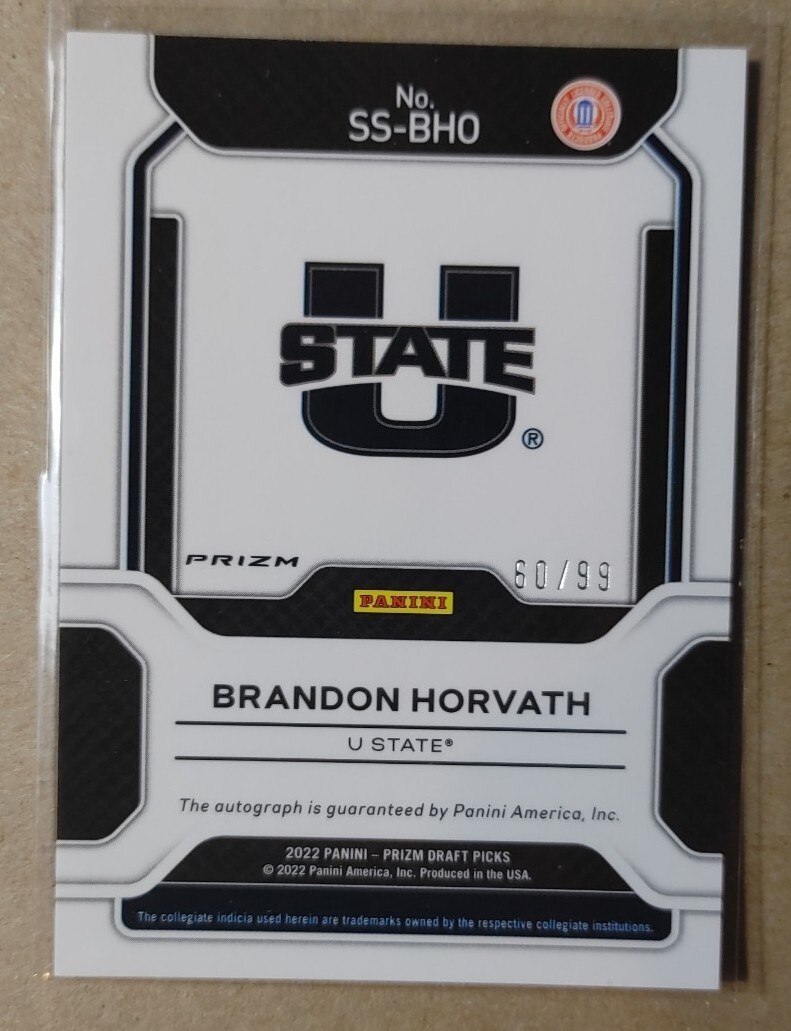 No.
SS-BHO
U
STATE
®
PRIZM
60/99
PANINI
BRANDON HORVATH
U STATE®
The autograph is guaranteed by Panini America, Inc.
2022 PANINI – PRIZM DRAFT PICKS
© 2022 Panini America, Inc. Produced in the USA.
The collegiate indicia used herein are trademarks owned by the respective collegiate institutions.